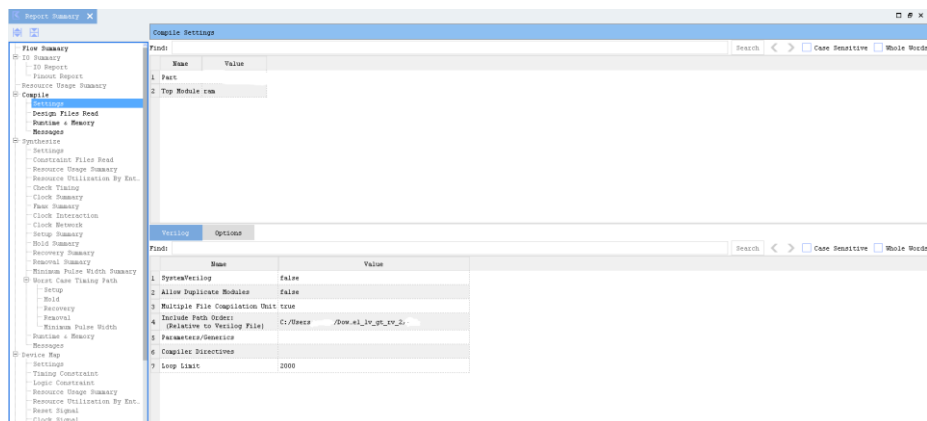 Report Summary
Flow Summary
IO Summary
IO Report
Pinout Report
Resource Usage Summary
Compile
Settings
Design Files Read
Runtime & Memory
Messages
Synthesize
Settings
Constraint Files Read
Resource Usage Summary
Resource Utilization By Ent...
Check Timing
Clock Summary
Fmax Summary
Clock Interaction
Clock Network
Setup Summary
Hold Summary
Recovery Summary
Removal Summary
Minimum Pulse Width Summary
Worst Case Timing Path
Setup
Hold
Recovery
Removal
Minimum Pulse Width
Runtime & Memory
Messages
Device Map
Settings
Timing Constraint
Logic Constraint
Resource Usage Summary
Resource Utilization By Ent...
Reset Signal
Clock Signal
Compile Settings
Find: Search Case Sensitive Whole Words
Name Value
1 Part
2 Top Module ram
Verilog Options
Find: Search Case Sensitive Whole Words
Name Value
1 SystemVerilog false
2 Allow Duplicate Modules false
3 Multiple File Compilation Unit true
4 Include Path Order: (Relative to Verilog File) C:/Users
5 Parameters/Generics
6 Compiler Directives
7 Loop Limit 2000